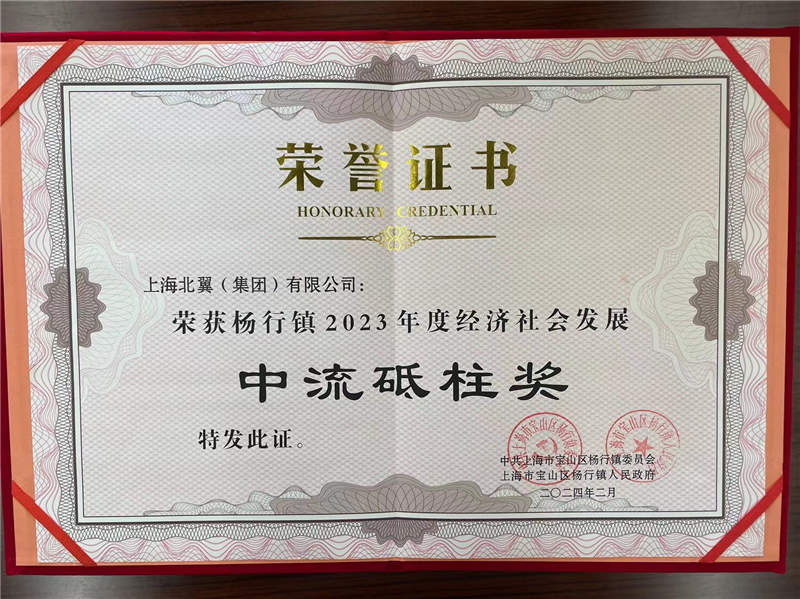 荣誉证书
HONORARY CREDENTIAL
上海北翼（集团）有限公司：
荣获杨行镇2023年度经济社会发展
中流砥柱奖
特发此证。
中共上海市宝山区杨行镇委员会
上海市宝山区杨行镇人民政府
二〇二四年二月